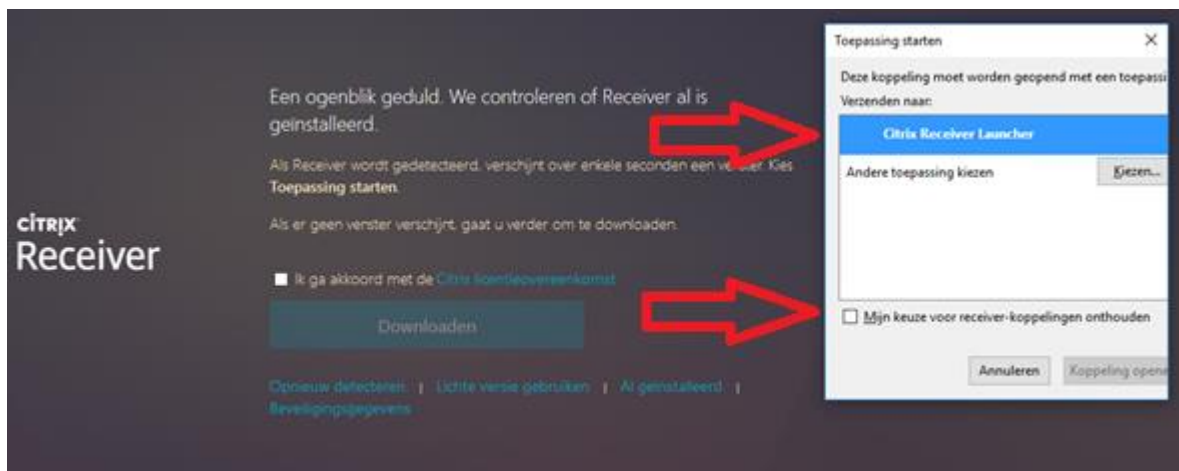 citrix
Receiver
Een ogenblik geduld. We controleren of Receiver al is
geïnstalleerd.
Als Receiver wordt gedetecteerd, verschijnt over enkele seconden een venster. Kies
Toepassing starten.
Als er geen venster verschijnt, gaat u verder om te downloaden.
Ik ga akkoord met de Citrix licentieovereenkomst
Downloaden
Opnieuw detecteren | Lichte versie gebruiken | Al geïnstalleerd |
Beveiligingsgegevens
Toepassing starten
Deze koppeling moet worden geopend met een toepassi
Verzenden naar:
Citrix Receiver Launcher
Andere toepassing kiezen
Kiezen...
Mijn keuze voor receiver-koppelingen onthouden
Annuleren
Koppeling opene